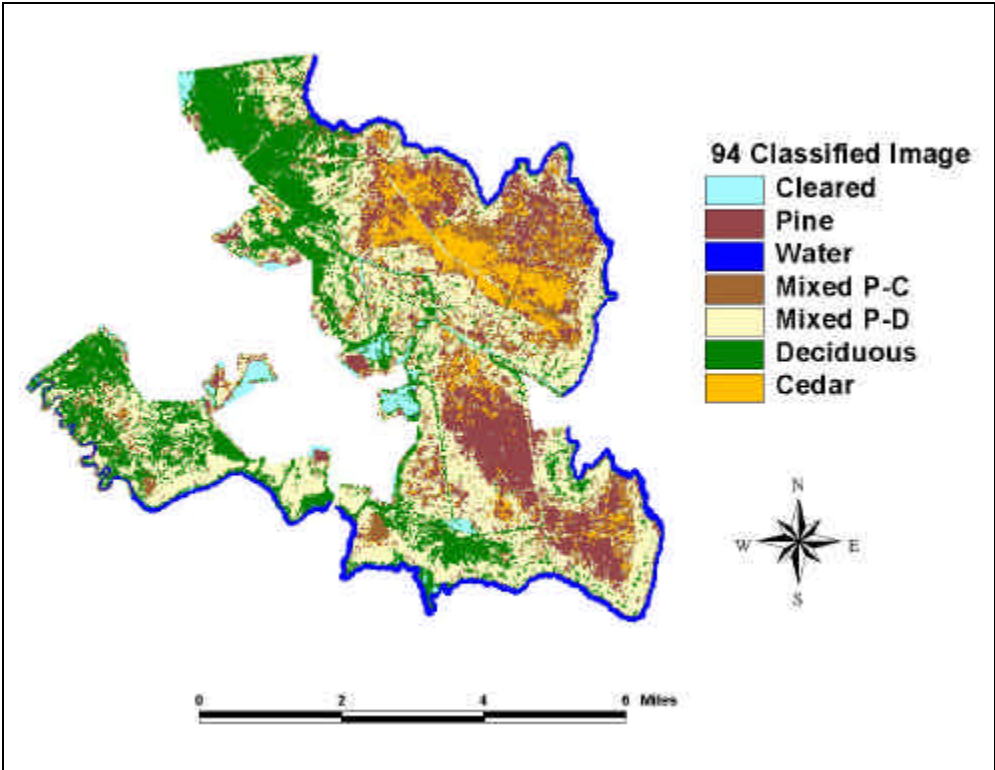 94 Classified Image
Cleared
Pine
Water
Mixed P-C
Mixed P-D
Deciduous
Cedar
N
W E
S
0 2 4 6 Miles